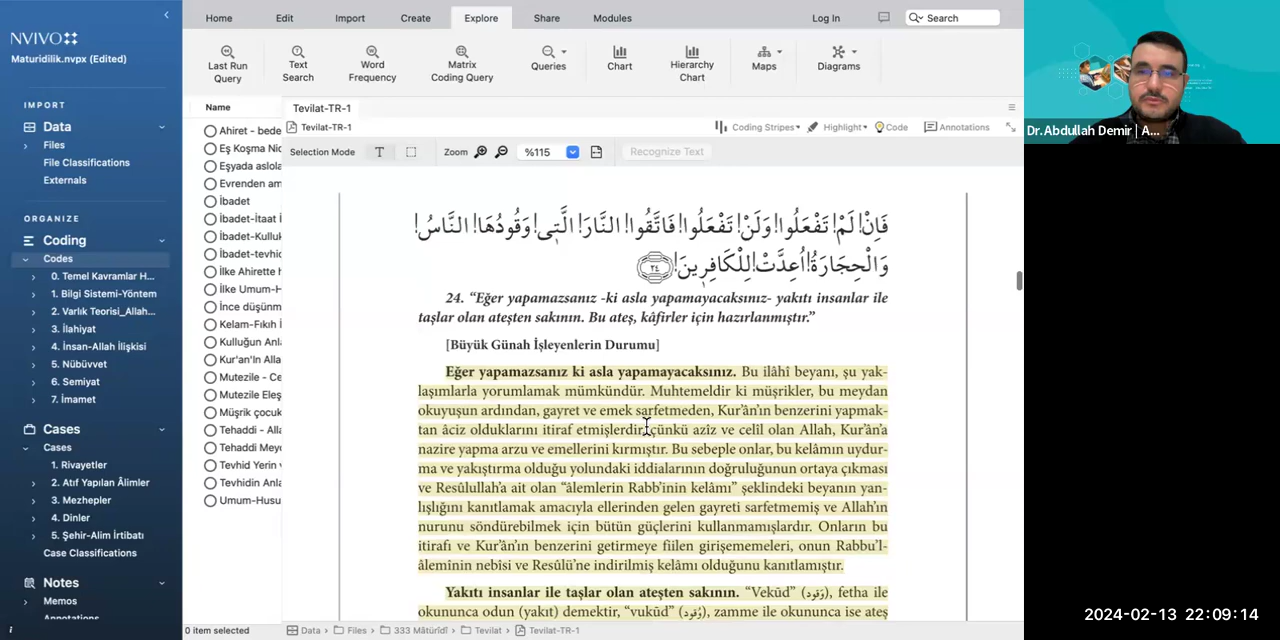 Home Edit Import Create Explore Share Modules Log In Search
NVIVO
Maturidilik.nvpx (Edited)
Last Run Query
Text Search
Word Frequency
Matrix Coding Query
Queries
Chart
Hierarchy Chart
Maps
Diagrams
IMPORT
Data
Files
File Classifications
Externals
ORGANIZE
Coding
Codes
0. Temel Kavramlar H...
1. Bilgi Sistemi-Yöntem
2. Varlık Teorisi_Allah...
3. İlahiyat
4. İnsan-Allah İlişkisi
5. Nübüvvet
6. Semiyat
7. İmamet
Cases
Cases
1. Rivayetler
2. Atıf Yapılan Âlimler
3. Mezhepler
4. Dinler
5. Şehir-Alim İrtibatı
Case Classifications
Notes
Memos
Annotations
Name
Ahiret - bede
Eş Koşma Nic
Eşyada aslola
Evrenden am
İbadet
İbadet-İtaat İ
İbadet-Kulluk
İbadet-tevhic
İlke Ahirette h
İlke Umum-H
İnce düşünm
Kelam-Fıkıh İ
Kulluğun Anla
Kur'an'ın Alla
Mutezile - Ce
Mutezile Eleş
Müşrik çocuk
Tehaddi - Alla
Tehaddi Mey
Tevhid Yerin v
Tevhidin Anla
Umum-Husu
0 item selected
Tevilat-TR-1
Tevilat-TR-1 Coding Stripes Highlight Code Annotations
Selection Mode T Zoom %115 Recognize Text
فَاِنْ لَمْ تَفْعَلُوا وَلَنْ تَفْعَلُوا فَاتَّقُوا النَّارَ الَّتٖي وَقُودُهَا النَّاسُ
وَالْحِجَارَةُ اُعِدَّتْ لِلْكَافِرٖينَ ٢٤
24. “Eğer yapamazsanız -ki asla yapamayacaksınız- yakıtı insanlar ile
taşlar olan ateşten sakının. Bu ateş, kâfirler için hazırlanmıştır.”
[Büyük Günah İşleyenlerin Durumu]
Eğer yapamazsanız ki asla yapamayacaksınız. Bu ilâhî beyanı, şu yak-
laşımlarla yorumlamak mümkündür. Muhtemeldir ki müşrikler, bu meydan
okuyuşun ardından, gayret ve emek sarfetmeden, Kur’ân’ın benzerini yapmak-
tan âciz olduklarını itiraf etmişlerdir, çünkü azîz ve celîl olan Allah, Kur’ân’a
nazire yapma arzu ve emellerini kırmıştır. Bu sebeple onlar, bu kelâmın uydur-
ma ve yakıştırma olduğu yolundaki iddialarının doğruluğunun ortaya çıkması
ve Resûlullah’a ait olan “âlemlerin Rabb’inin kelâmı” şeklindeki beyanın yan-
lışlığını kanıtlamak amacıyla ellerinden gelen gayreti sarfetmemiş ve Allah’ın
nurunu söndürebilmek için bütün güçlerini kullanmamışlardır. Onların bu
itirafı ve Kur’ân’ın benzerini getirmeye fiilen girişememeleri, onun Rabbu’l-
âlemînin nebîsi ve Resûlü’ne indirilmiş kelâmı olduğunu kanıtlamıştır.
Yakıtı insanlar ile taşlar olan ateşten sakının. “Vekūd” (وَقود), fetha ile
okununca odun (yakıt) demektir, “vukūd” (وُقود), zamme ile okununca ise ateş
Data Files 333 Mâtürîdî Tevilat Tevilat-TR-1
Dr.Abdullah Demir | A...
2024-02-13 22:09:14